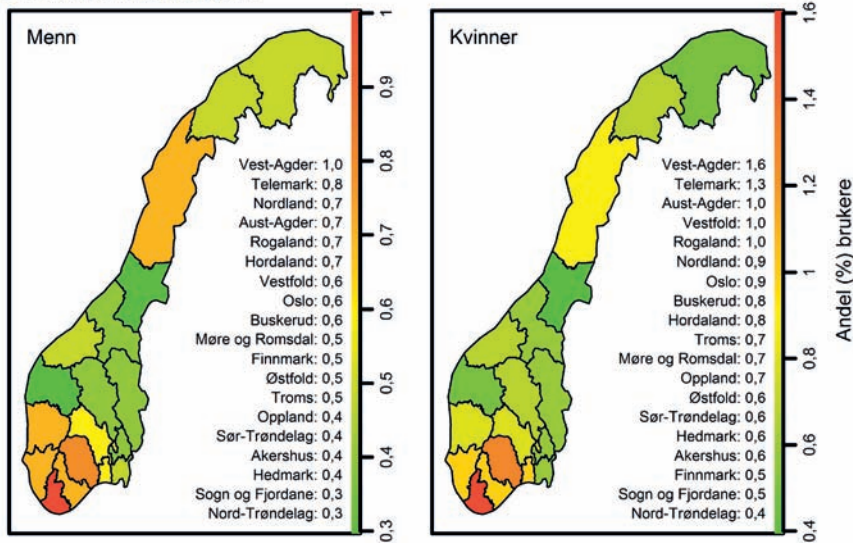 Menn
Vest-Agder: 1,0
Telemark: 0,8
Nordland: 0,7
Aust-Agder: 0,7
Rogaland: 0,7
Hordaland: 0,7
Vestfold: 0,6
Oslo: 0,6
Buskerud: 0,6
Møre og Romsdal: 0,5
Finnmark: 0,5
Østfold: 0,5
Troms: 0,5
Oppland: 0,4
Sør-Trøndelag: 0,4
Akershus: 0,4
Hedmark: 0,4
Sogn og Fjordane: 0,3
Nord-Trøndelag: 0,3
1
0,9
0,8
0,7
0,6
0,5
0,4
0,3
Kvinner
Vest-Agder: 1,6
Telemark: 1,3
Aust-Agder: 1,0
Vestfold: 1,0
Rogaland: 1,0
Nordland: 0,9
Oslo: 0,9
Buskerud: 0,8
Hordaland: 0,8
Troms: 0,7
Møre og Romsdal: 0,7
Oppland: 0,7
Østfold: 0,6
Sør-Trøndelag: 0,6
Hedmark: 0,6
Akershus: 0,6
Finnmark: 0,5
Sogn og Fjordane: 0,5
Nord-Trøndelag: 0,4
1,6
1,4
1,2
1
0,8
0,6
0,4
Andel (%) brukere